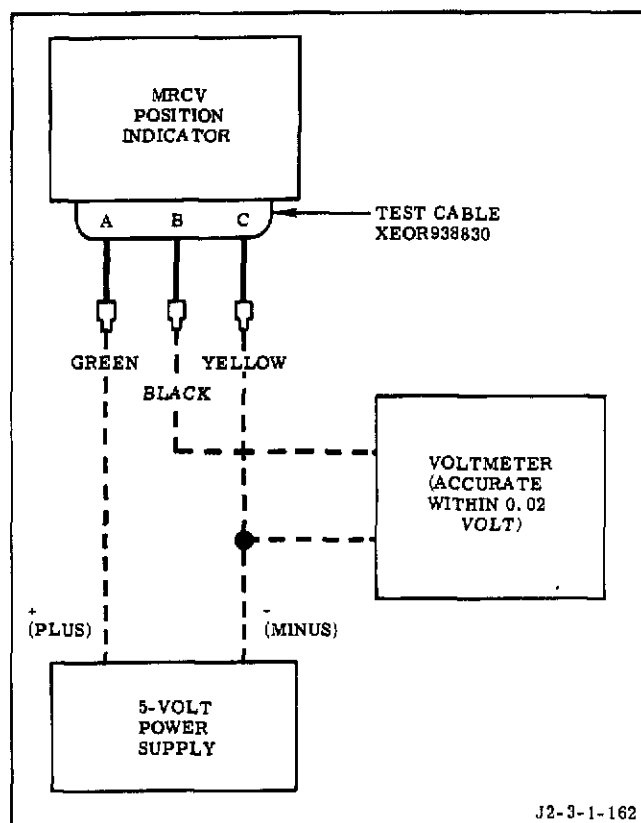 MRCV
POSITION
INDICATOR
A B C
TEST CABLE
XEOR938830
GREEN YELLOW
BLACK
VOLTMETER
(ACCURATE
WITHIN 0.02
VOLT)
+
(PLUS)
-
(MINUS)
5-VOLT
POWER
SUPPLY
J2-3-1-162